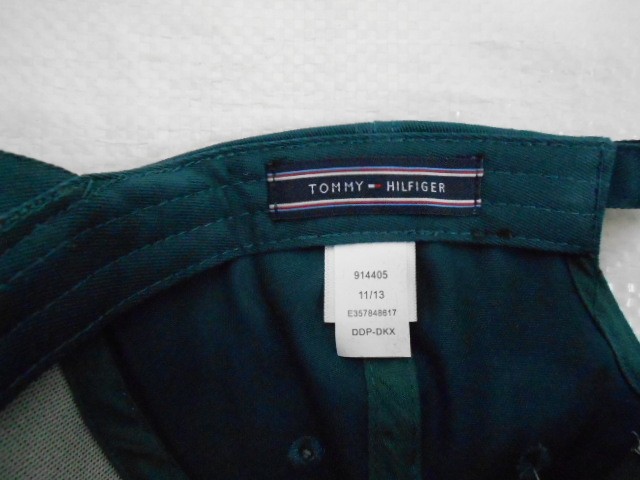 TOMMY HILFIGER
914405
11/13
E357848617
DDP-DKX